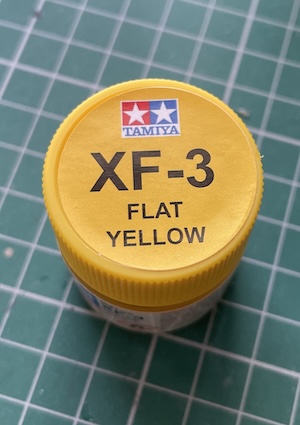 TAMIYA
XF-3
FLAT
YELLOW